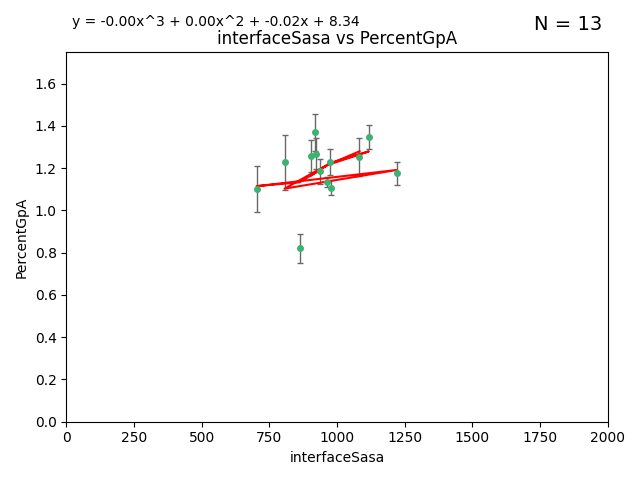 y = -0.00x^3 + 0.00x^2 + -0.02x + 8.34
N = 13
interfaceSasa vs PercentGpA
PercentGpA
1.6
1.4
1.2
1.0
0.8
0.6
0.4
0.2
0.0
0 250 500 750 1000 1250 1500 1750 2000
interfaceSasa